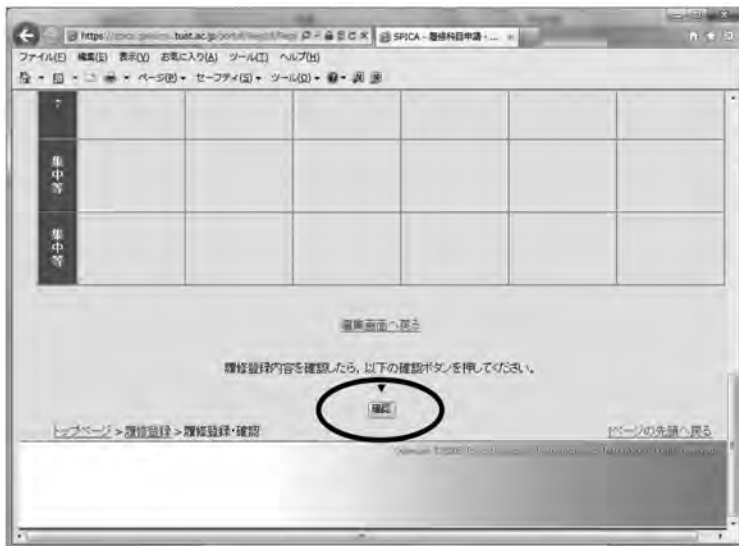 SPICA - 履修科目申請・...
ファイル(F) 編集(E) 表示(V) お気に入り(A) ツール(T) ヘルプ(H)
ページ(P) セーフティ(S) ツール(O)
7
集中等
集中等
編集画面へ戻る
履修登録内容を確認したら、以下の確認ボタンを押してください。
▼
確認
トップページ > 履修登録 > 履修登録・確認
ページの先頭へ戻る